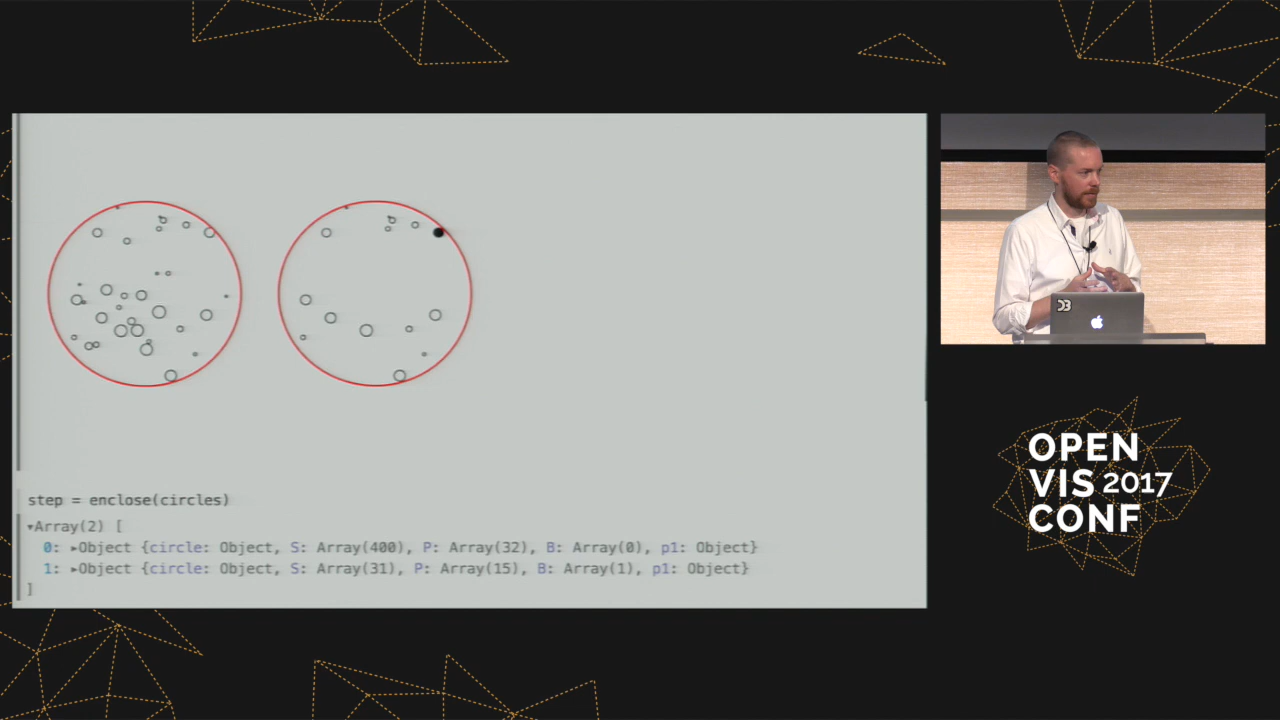 step = enclose(circles)
▾Array(2) [
0: ▸Object {circle: Object, S: Array(400), P: Array(32), B: Array(0), p1: Object}
1: ▸Object {circle: Object, S: Array(31), P: Array(15), B: Array(1), p1: Object}
]
D3
OPEN
VIS 2017
CONF